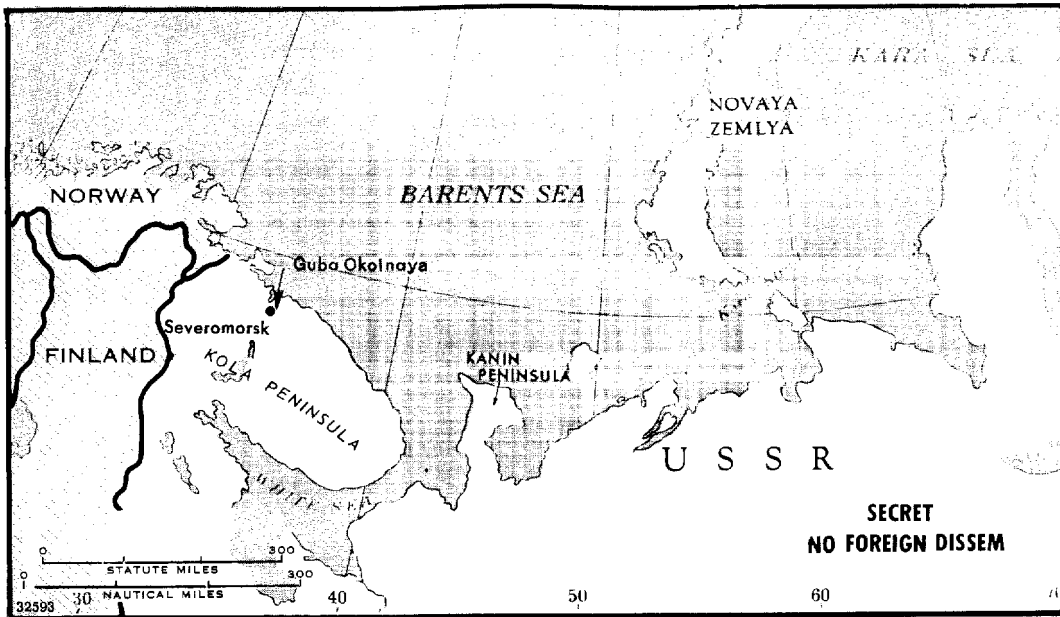 KARA SEA
NOVAYA
ZEMLYA
NORWAY
BARENTS SEA
Guba Okolnaya
Severomorsk
FINLAND
KOLA PENINSULA
KANIN
PENINSULA
WHITE SEA
U S S R
SECRET
NO FOREIGN DISSEM
0 300
STATUTE MILES
0 300
NAUTICAL MILES
32593
30 40 50 60